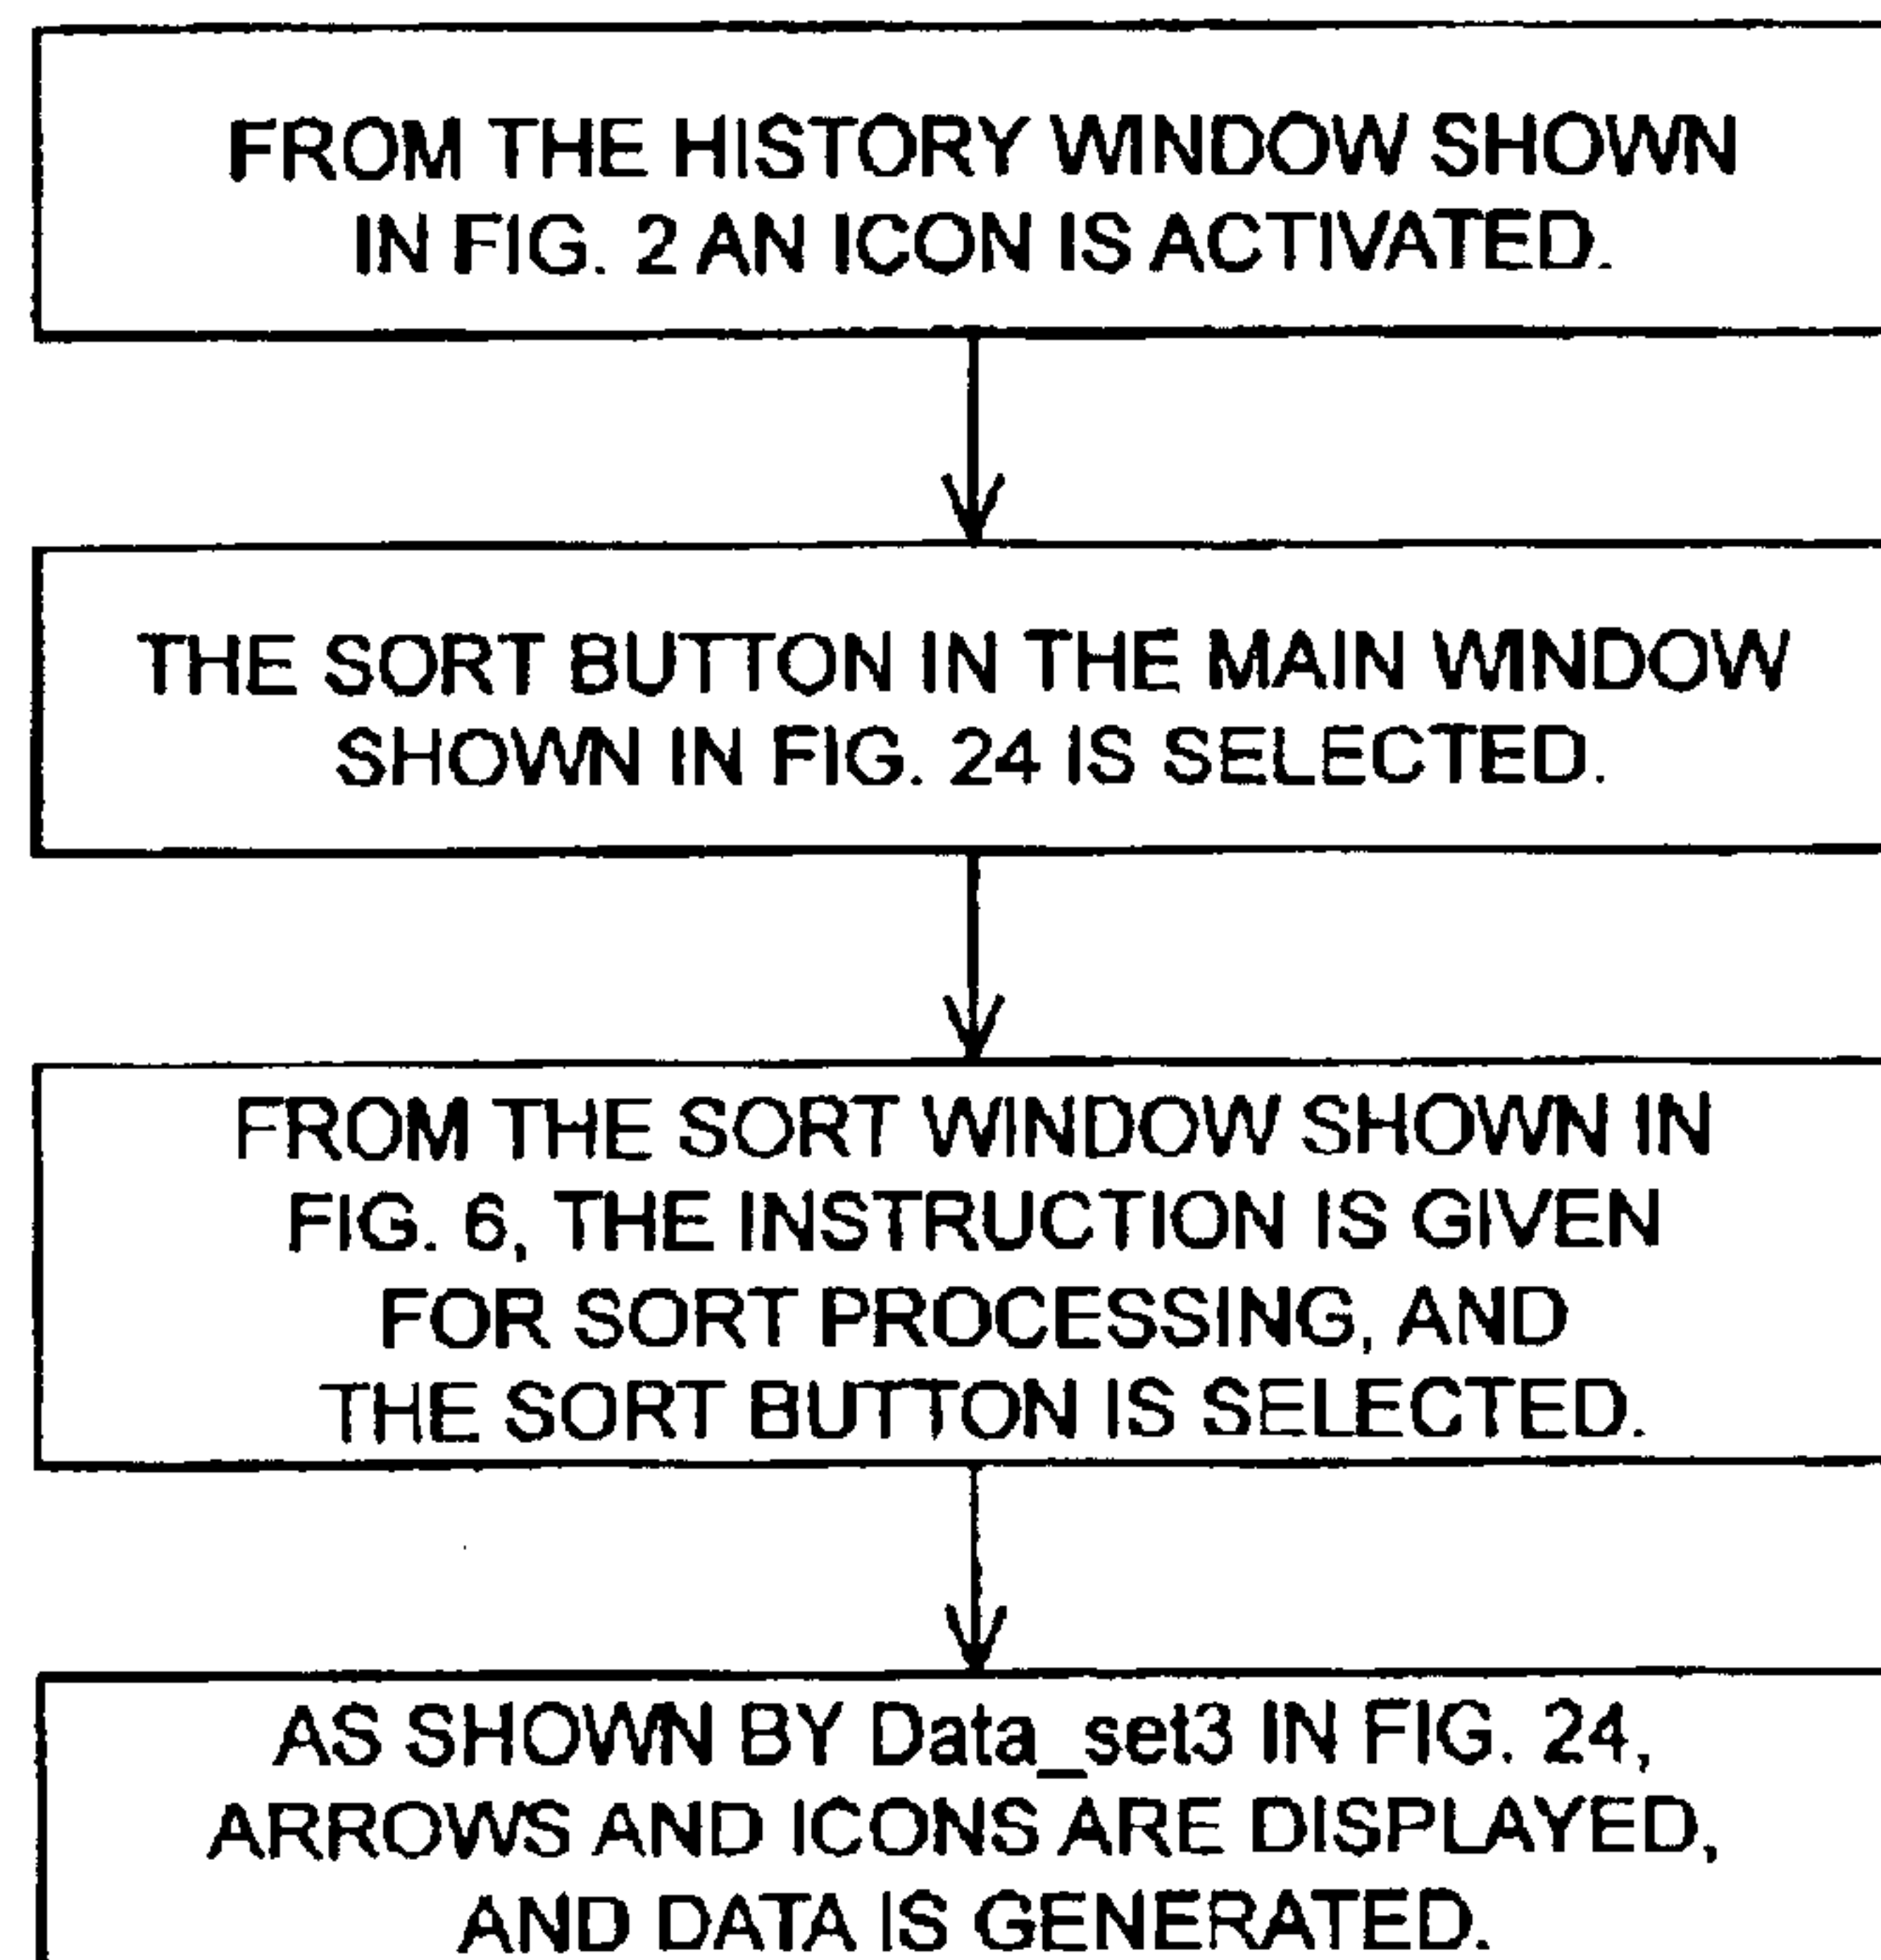 FROM THE HISTORY WINDOW SHOWN
IN FIG. 2 AN ICON IS ACTIVATED.
THE SORT BUTTON IN THE MAIN WINDOW
SHOWN IN FIG. 24 IS SELECTED.
FROM THE SORT WINDOW SHOWN IN
FIG. 6, THE INSTRUCTION IS GIVEN
FOR SORT PROCESSING, AND
THE SORT BUTTON IS SELECTED.
AS SHOWN BY Data_set3 IN FIG. 24,
ARROWS AND ICONS ARE DISPLAYED,
AND DATA IS GENERATED.